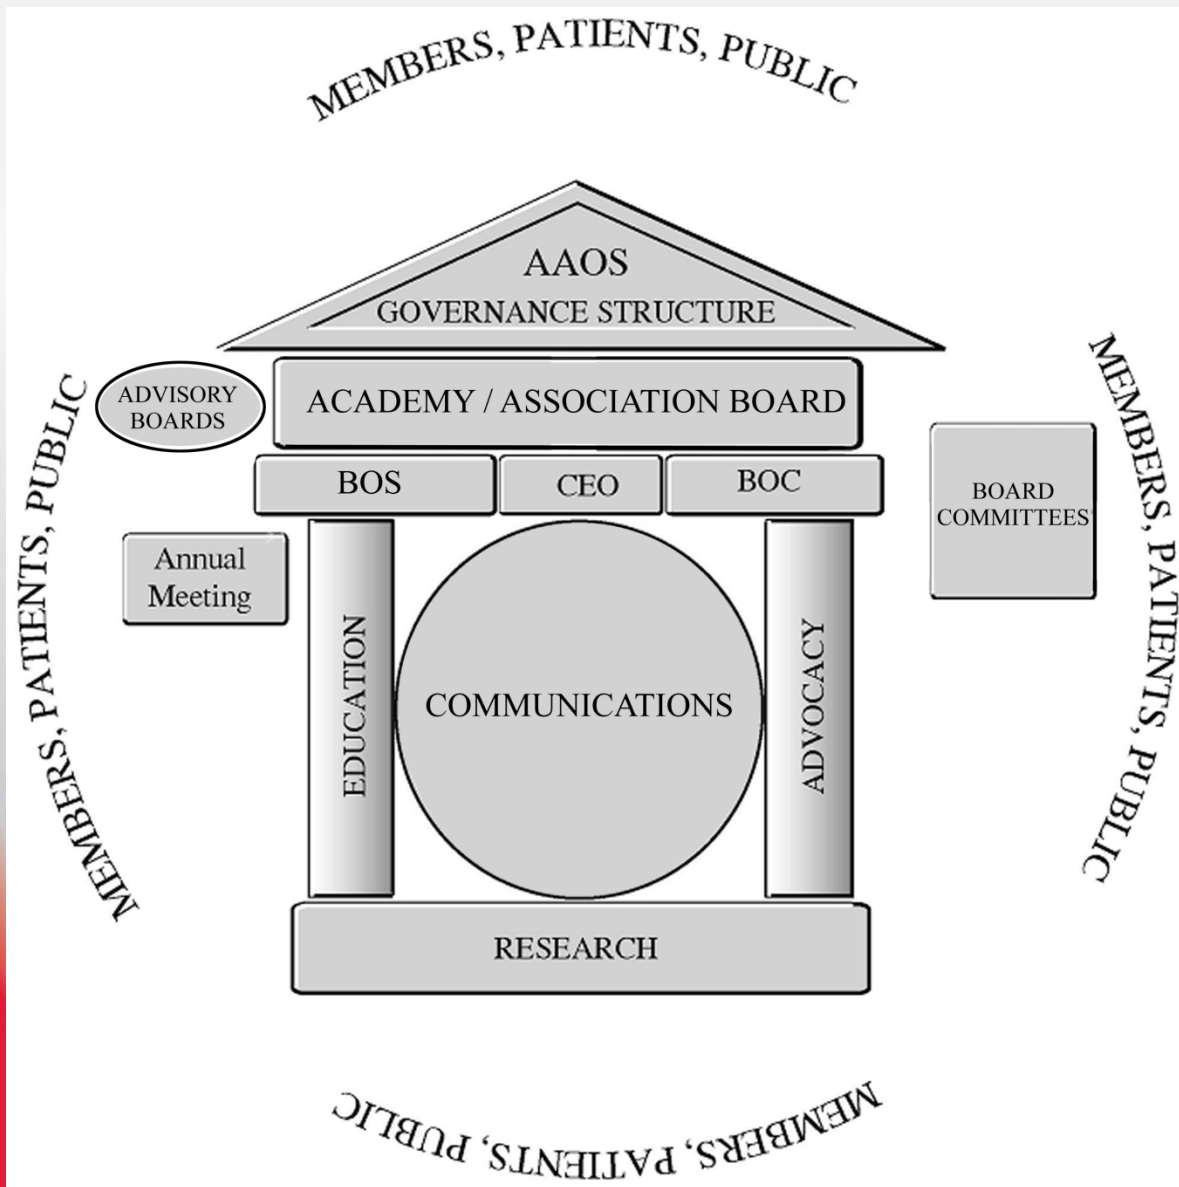 MEMBERS, PATIENTS, PUBLIC
AAOS
GOVERNANCE STRUCTURE
ADVISORY
BOARDS
ACADEMY / ASSOCIATION BOARD
BOS
CEO
BOC
BOARD
COMMITTEES
Annual
Meeting
EDUCATION
COMMUNICATIONS
ADVOCACY
RESEARCH
MEMBERS, PATIENTS, PUBLIC
MEMBERS, PATIENTS, PUBLIC
MEMBERS, PATIENTS, PUBLIC